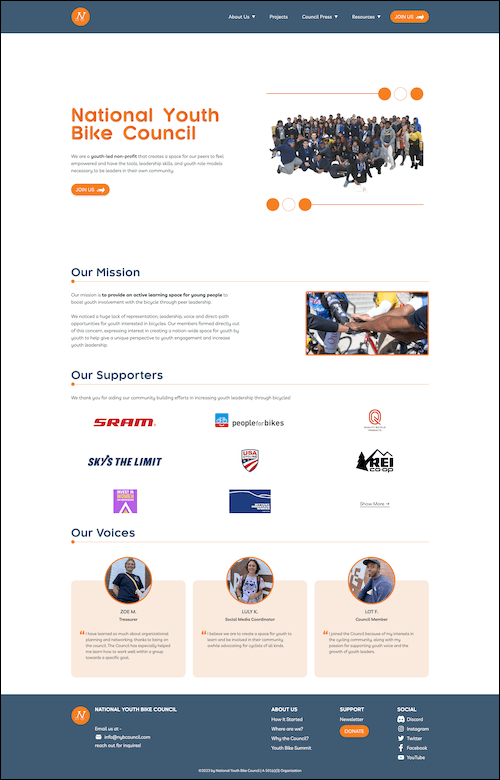 N
About Us ▼ Projects Council Press ▼ Resources ▼ JOIN US
National Youth
Bike Council
We are a youth-led non-profit that creates a space for our peers to feel
empowered and have the tools, leadership skills, and youth role models
necessary to be leaders in their own community.
JOIN US
Our Mission
Our mission is to provide an active learning space for young people to
boost youth involvement with the bicycle through peer leadership.
We noticed a huge lack of representation, leadership, voice and direct-path
opportunities for youth interested in bicycles. Our members formed directly out
of this concern, expressing interest in creating a nation-wide space for youth by
youth to help give a unique perspective to youth engagement and increase
youth leadership.
Our Supporters
We thank you for aiding our community building efforts in increasing youth leadership through bicycles!
SRAM
peopleforbikes
QUALITY BICYCLE
PRODUCTS
SKY'S THE LIMIT
USA
CYCLING
REI
co-op
INVEST IN
Show More →
Our Voices
ZOE M.
Treasurer
“ I have learned so much about organizational
planning and networking, thanks to being on
the council. The Council has especially helped
me learn how to work well within a group
towards a specific goal.
LULY K.
Social Media Coordinator
“ I believe we are to create a space for youth to
learn and be involved in their community
while advocating for cyclists of all kinds.
LOT F.
Council Member
“ I joined the Council because of my interests in
the cycling community, along with my
passion for supporting youth voice and the
growth of youth leaders.
N
NATIONAL YOUTH BIKE COUNCIL
Email us at -
info@nybcouncil.com
reach out for inquires!
ABOUT US
How It Started
Where are we?
Why the Council?
Youth Bike Summit
SUPPORT
Newsletter
DONATE
SOCIAL
Discord
Instagram
Twitter
Facebook
YouTube
©2023 by National Youth Bike Council | A 501(c)(3) Organization